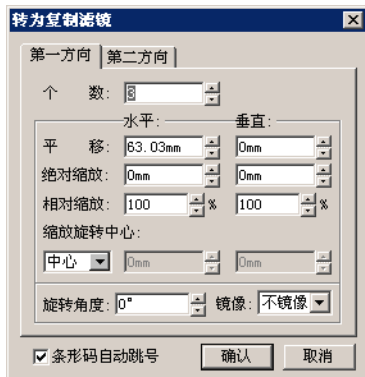 转为复制滤镜
第一方向 第二方向
个 数: 3
水平: 垂直:
平 移: 63.03mm 0mm
绝对缩放: 0mm 0mm
相对缩放: 100 % 100 %
缩放旋转中心:
中心 0mm 0mm
旋转角度: 0° 镜像: 不镜像
条形码自动跳号 确认 取消